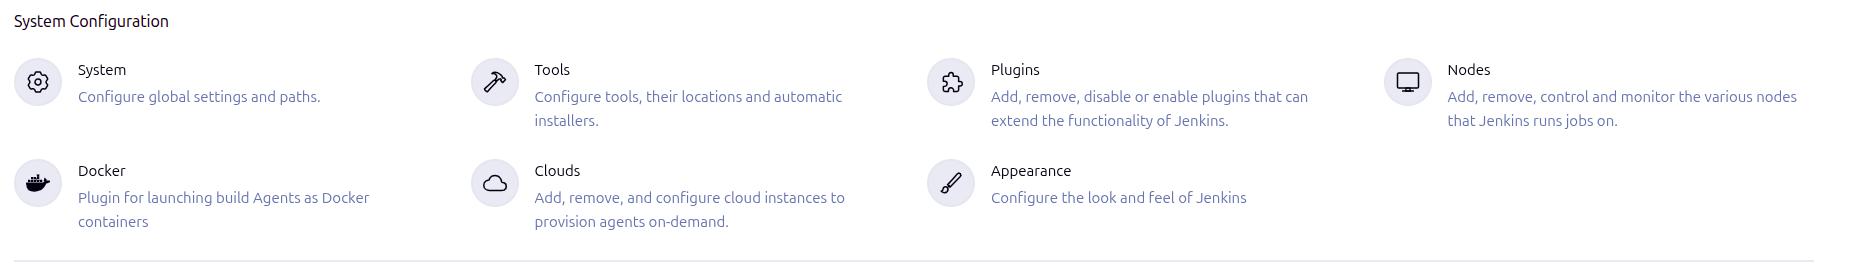 System Configuration
System
Configure global settings and paths.
Tools
Configure tools, their locations and automatic
installers.
Plugins
Add, remove, disable or enable plugins that can
extend the functionality of Jenkins.
Nodes
Add, remove, control and monitor the various nodes
that Jenkins runs jobs on.
Docker
Plugin for launching build Agents as Docker
containers
Clouds
Add, remove, and configure cloud instances to
provision agents on-demand.
Appearance
Configure the look and feel of Jenkins